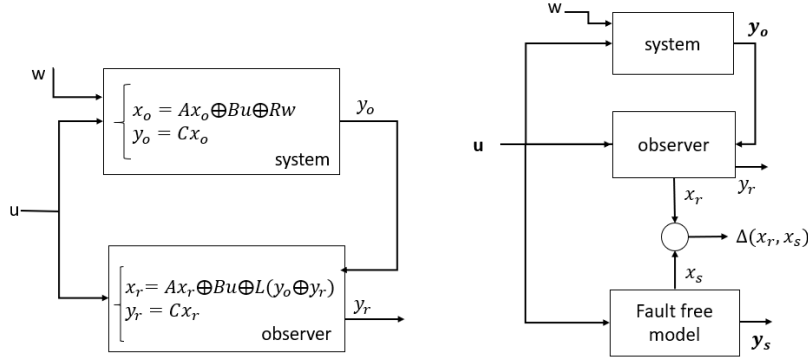 w
x_o = Ax_o⊕Bu⊕Rw
y_o = Cx_o
system
y_o
u
x_r= Ax_r⊕Bu⊕L(y_o⊕y_r)
y_r = Cx_r
observer
y_r
w
system
y_o
u
observer
y_r
x_r
Δ(x_r, x_s)
x_s
Fault free
model
y_s